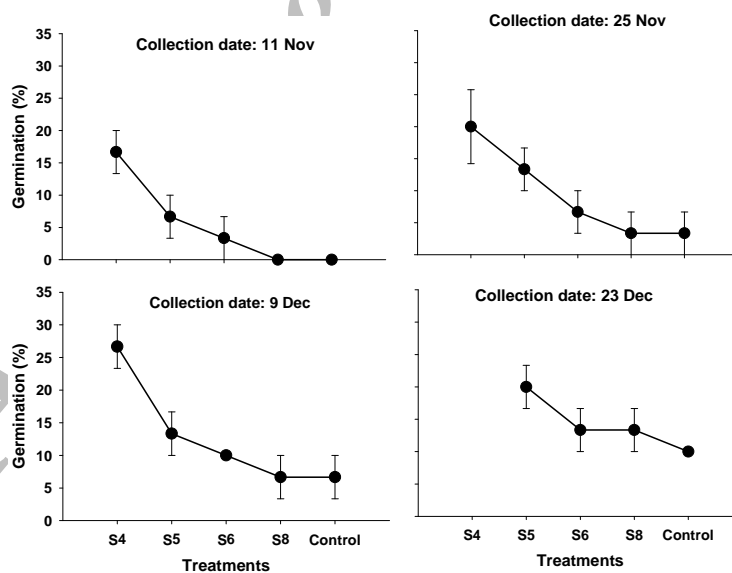 Collection date: 11 Nov
35
30
25
20
15
10
5
0
Germination (%)
Collection date: 25 Nov
Collection date: 9 Dec
35
30
25
20
15
10
5
0
Germination (%)
S4 S5 S6 S8 Control
Treatments
Collection date: 23 Dec
S4 S5 S6 S8 Control
Treatments